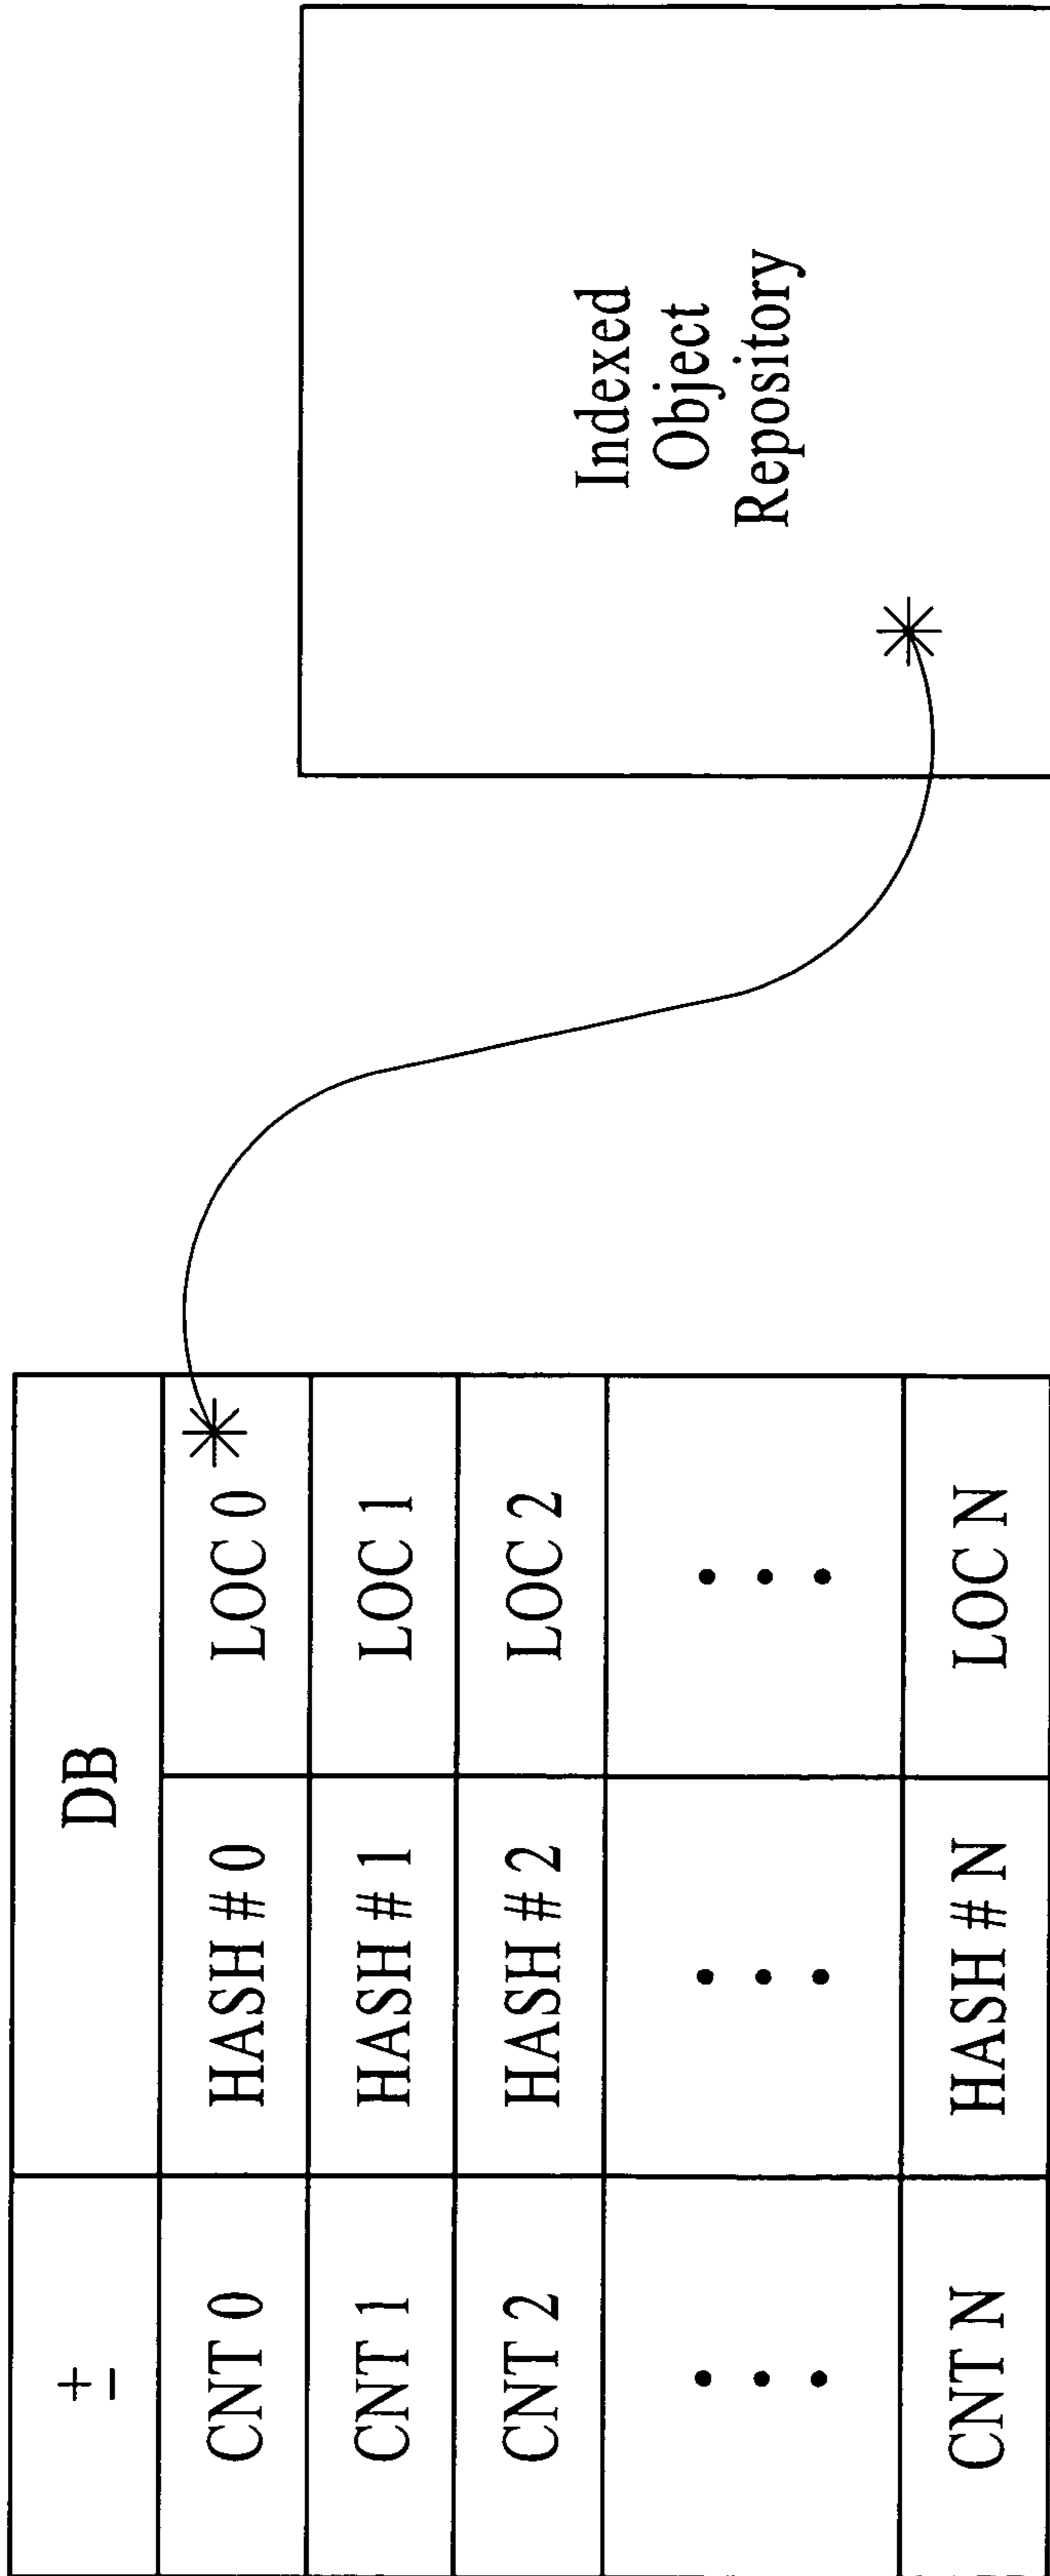 ± DB
CNT 0 HASH # 0 LOC 0
CNT 1 HASH # 1 LOC 1
CNT 2 HASH # 2 LOC 2
CNT N HASH # N LOC N
Indexed
Object
Repository